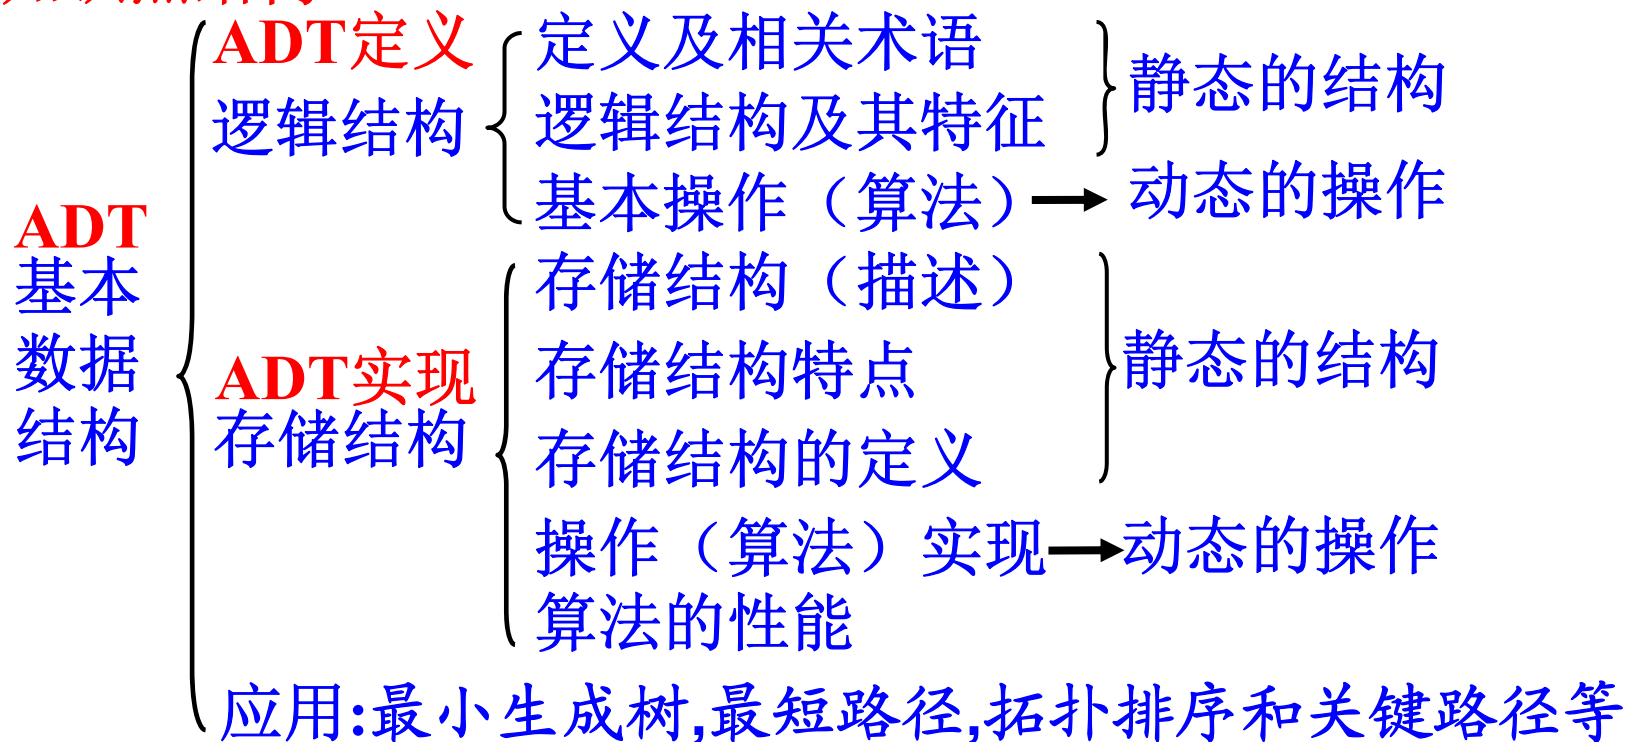 ADT
基本
数据
结构
ADT定义
逻辑结构
定义及相关术语
逻辑结构及其特征
静态的结构
基本操作（算法）
动态的操作
ADT实现
存储结构
存储结构（描述）
存储结构特点
存储结构的定义
静态的结构
操作（算法）实现
动态的操作
算法的性能
应用:最小生成树,最短路径,拓扑排序和关键路径等